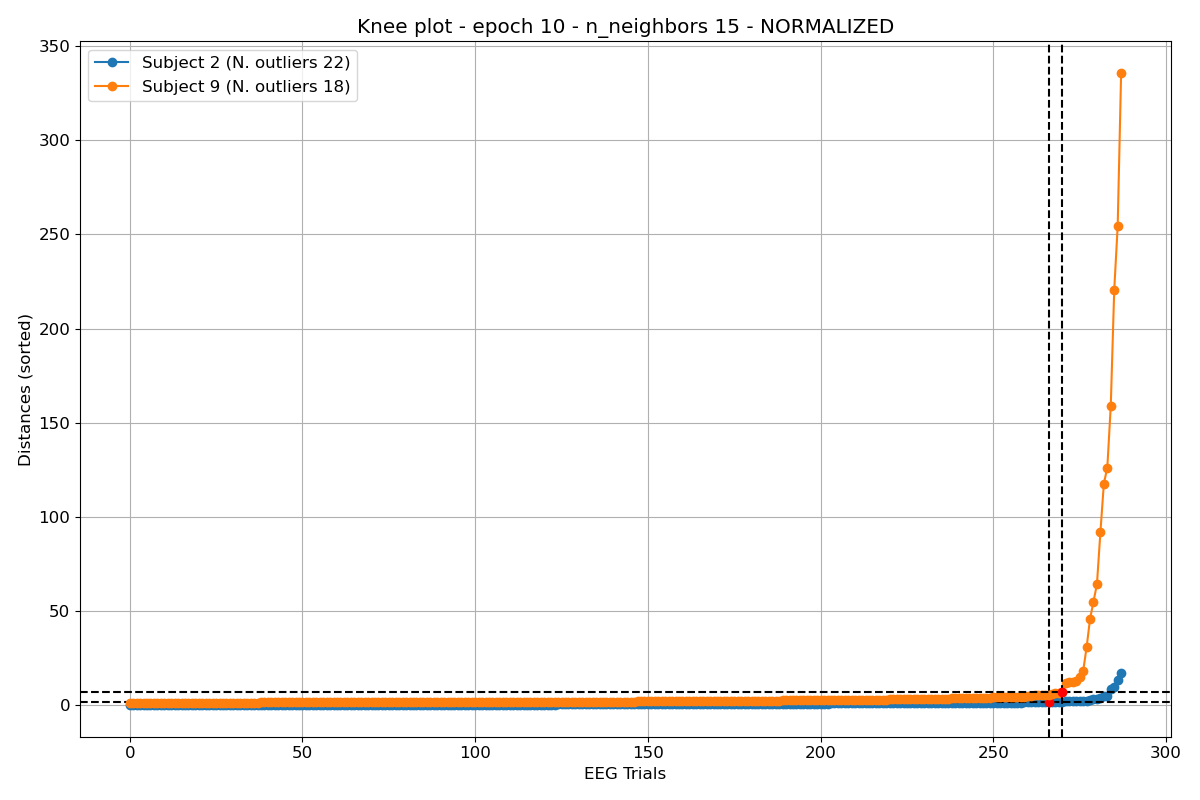 Knee plot - epoch 10 - n_neighbors 15 - NORMALIZED
Subject 2 (N. outliers 22)
Subject 9 (N. outliers 18)
350
300
250
200
150
100
50
0
Distances (sorted)
0 50 100 150 200 250 300
EEG Trials